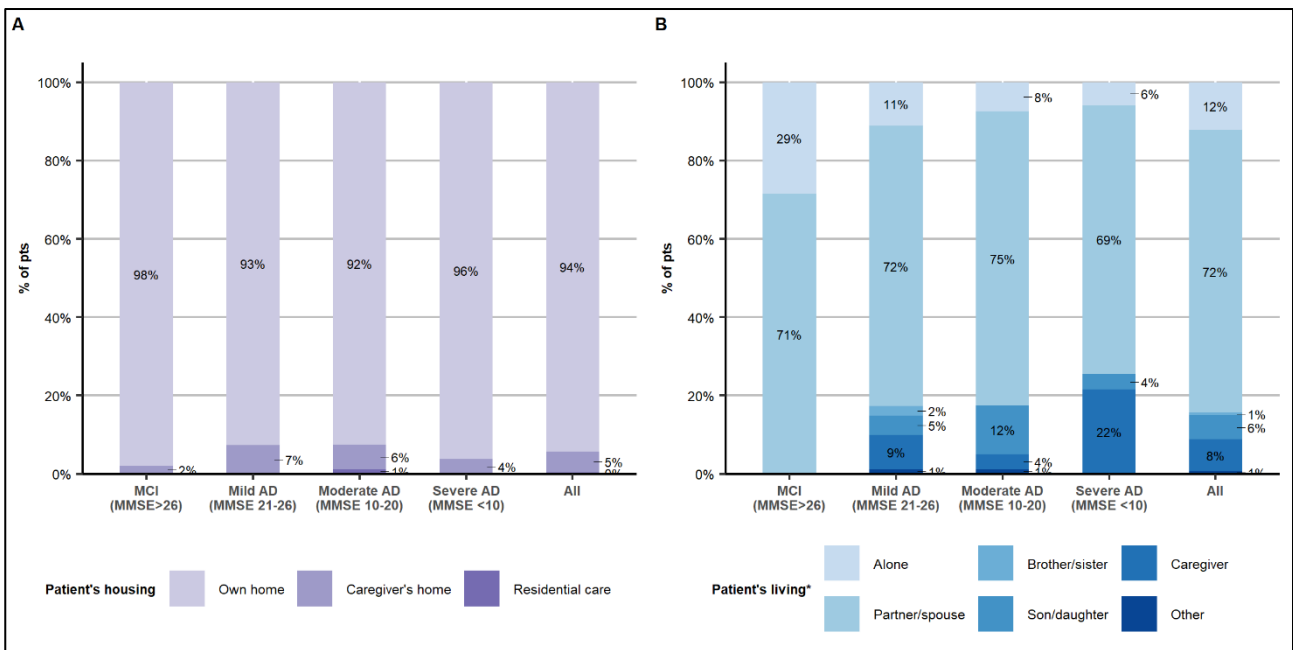 A
% of pts
100%
80%
60%
40%
20%
0%
98%
2%
93%
7%
92%
6%
1%
96%
4%
94%
5%
0%
MCI
(MMSE>26)
Mild AD
(MMSE 21-26)
Moderate AD
(MMSE 10-20)
Severe AD
(MMSE <10)
All
Patient's housing
Own home
Caregiver's home
Residential care
B
% of pts
100%
80%
60%
40%
20%
0%
29%
71%
11%
72%
2%
5%
9%
1%
8%
75%
12%
4%
1%
6%
69%
4%
22%
12%
72%
1%
6%
8%
1%
MCI
(MMSE>26)
Mild AD
(MMSE 21-26)
Moderate AD
(MMSE 10-20)
Severe AD
(MMSE <10)
All
Patient's living*
Alone
Brother/sister
Caregiver
Partner/spouse
Son/daughter
Other